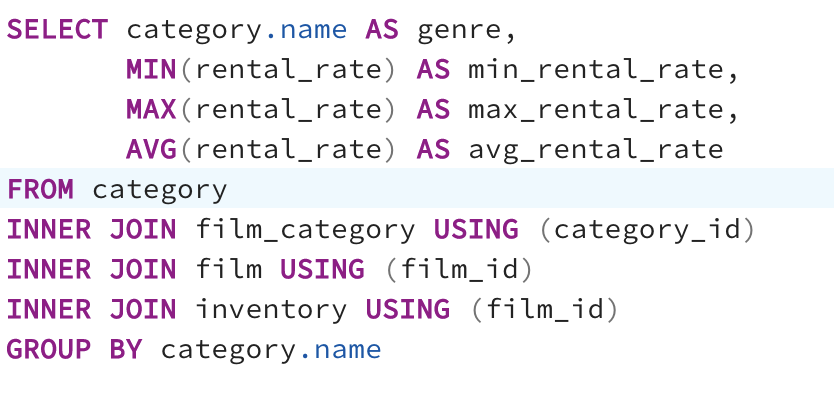 SELECT category.name AS genre,
       MIN(rental_rate) AS min_rental_rate,
       MAX(rental_rate) AS max_rental_rate,
       AVG(rental_rate) AS avg_rental_rate
FROM category
INNER JOIN film_category USING (category_id)
INNER JOIN film USING (film_id)
INNER JOIN inventory USING (film_id)
GROUP BY category.name